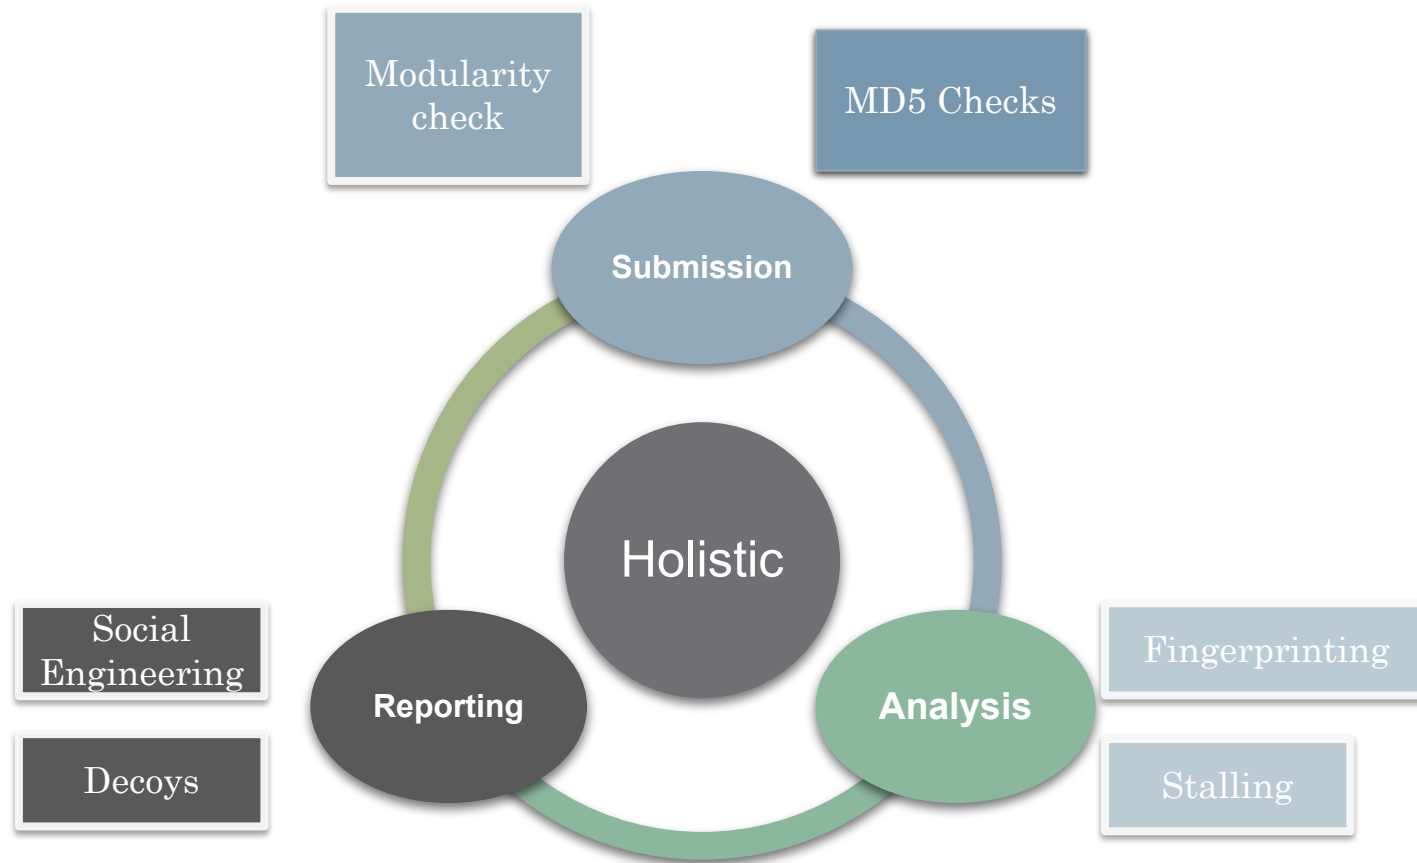 Modularity
check
MD5 Checks
Submission
Holistic
Social
Engineering
Reporting
Analysis
Fingerprinting
Decoys
Stalling